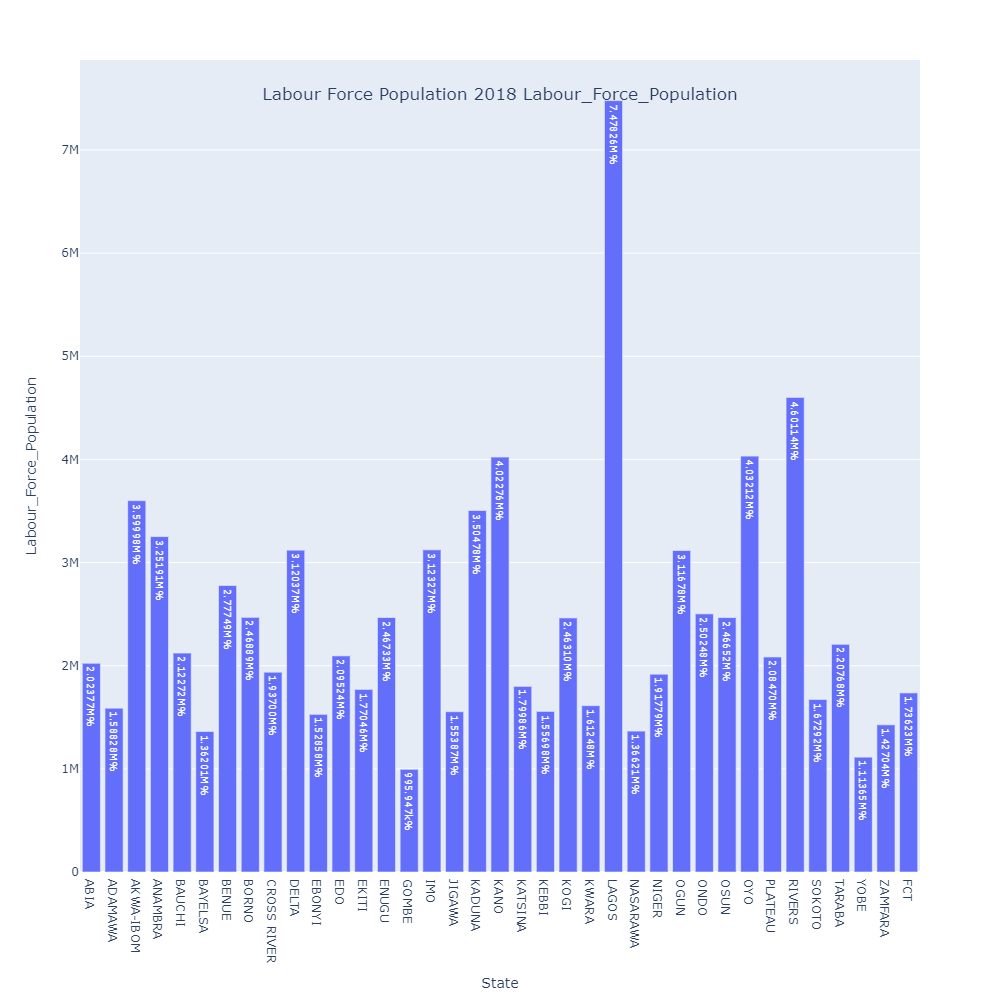 Labour Force Population 2018 Labour_Force_Population
Labour_Force_Population
7M
6M
5M
4M
3M
2M
1M
0
2.02377M%
1.58828M%
3.59998M%
3.25191M%
2.12272M%
1.36201M%
2.77749M%
2.46889M%
1.93700M%
3.12037M%
1.52858M%
2.09524M%
1.77046M%
2.46733M%
995.947k%
3.12327M%
1.55387M%
3.50478M%
4.02276M%
1.79986M%
1.55698M%
2.46310M%
1.61248M%
7.47826M%
1.36621M%
1.91779M%
3.11678M%
2.50248M%
2.46652M%
4.03212M%
2.08470M%
4.60114M%
1.67292M%
2.20768M%
1.11365M%
1.42704M%
1.73623M%
ABIA
ADAMAWA
AKWA-IBOM
ANAMBRA
BAUCHI
BAYELSA
BENUE
BORNO
CROSS RIVER
DELTA
EBONYI
EDO
EKITI
ENUGU
GOMBE
IMO
JIGAWA
KADUNA
KANO
KATSINA
KEBBI
KOGI
KWARA
LAGOS
NASARAWA
NIGER
OGUN
ONDO
OSUN
OYO
PLATEAU
RIVERS
SOKOTO
TARABA
YOBE
ZAMFARA
FCT
State